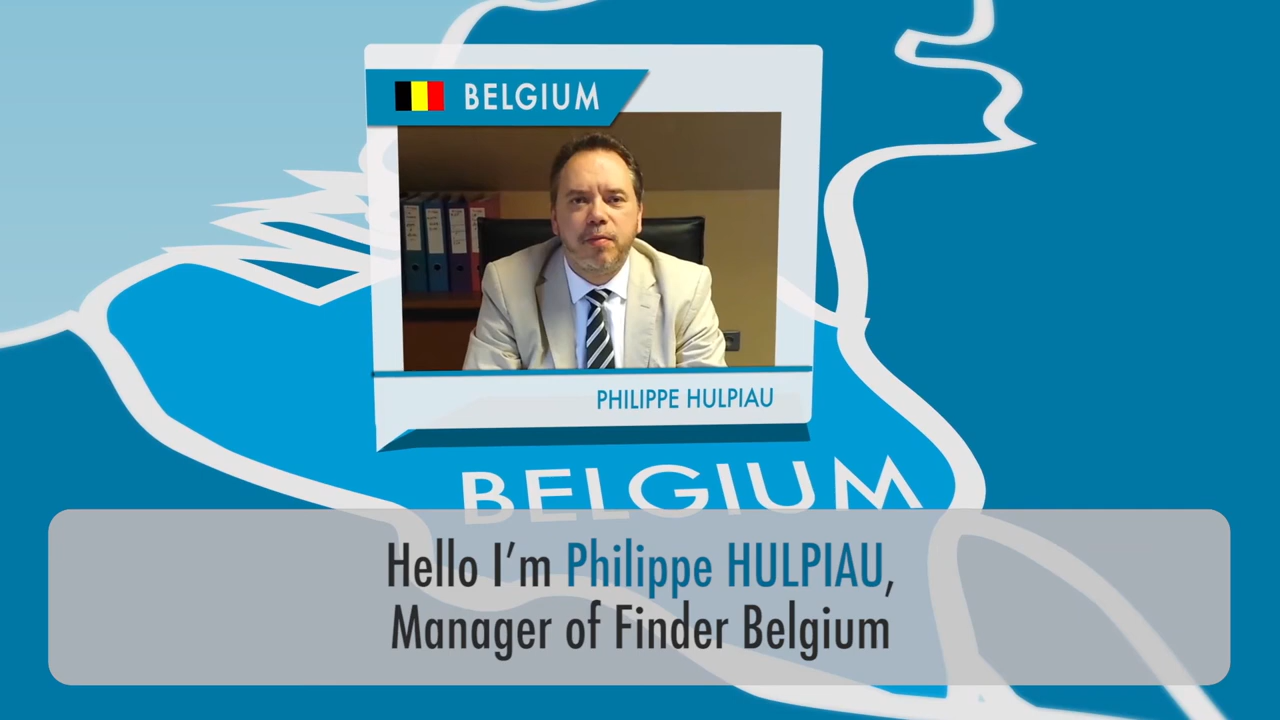 BELGIUM
PHILIPPE HULPIAU
BELGIUM
Hello I’m Philippe HULPIAU,
Manager of Finder Belgium